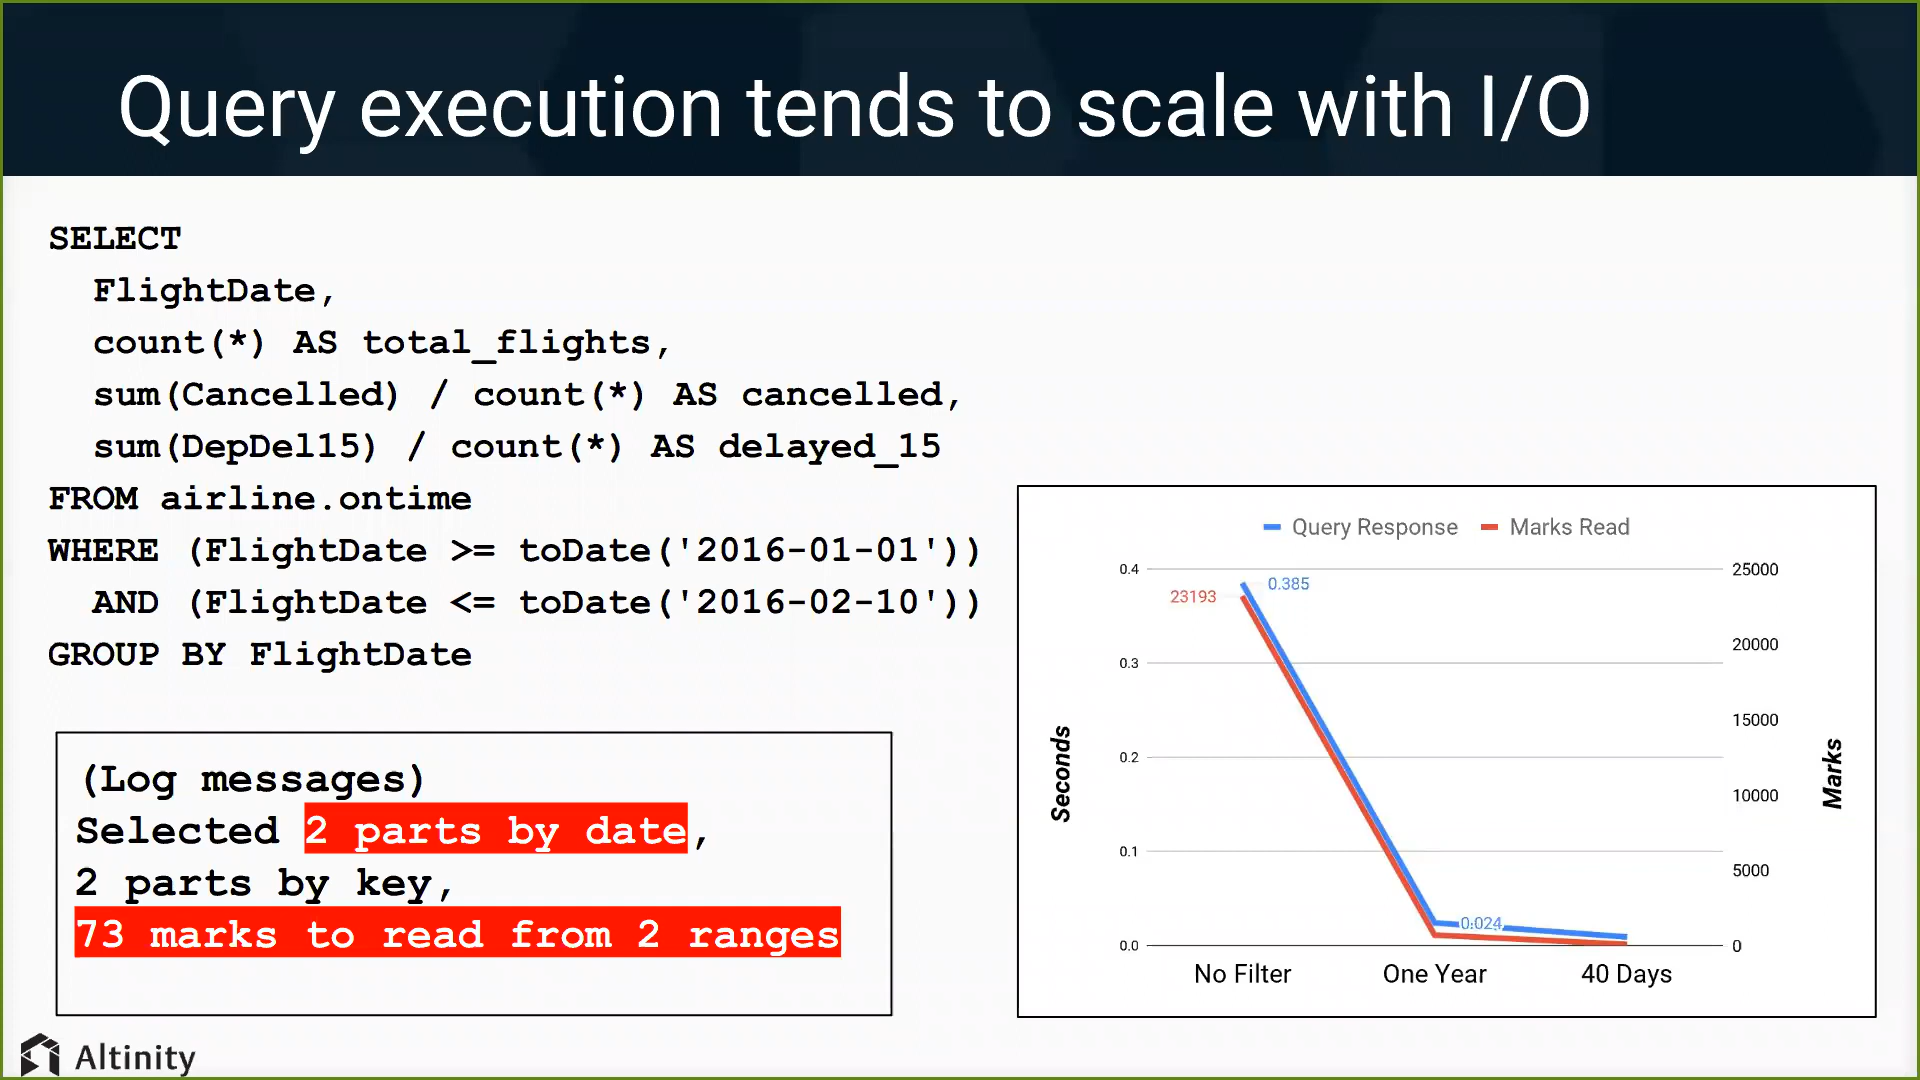 Query execution tends to scale with I/O
SELECT
FlightDate,
count(*) AS total_flights,
sum(Cancelled) / count(*) AS cancelled,
sum(DepDel15) / count(*) AS delayed_15
FROM airline.ontime
WHERE (FlightDate >= toDate('2016-01-01'))
AND (FlightDate <= toDate('2016-02-10'))
GROUP BY FlightDate
(Log messages)
Selected 2 parts by date,
2 parts by key,
73 marks to read from 2 ranges
Query Response Marks Read
0.4 25000
23193 0.385
20000
0.3
15000
0.2
10000
0.1
5000
0.024
0.0 0
Seconds
Marks
No Filter One Year 40 Days
Altinity